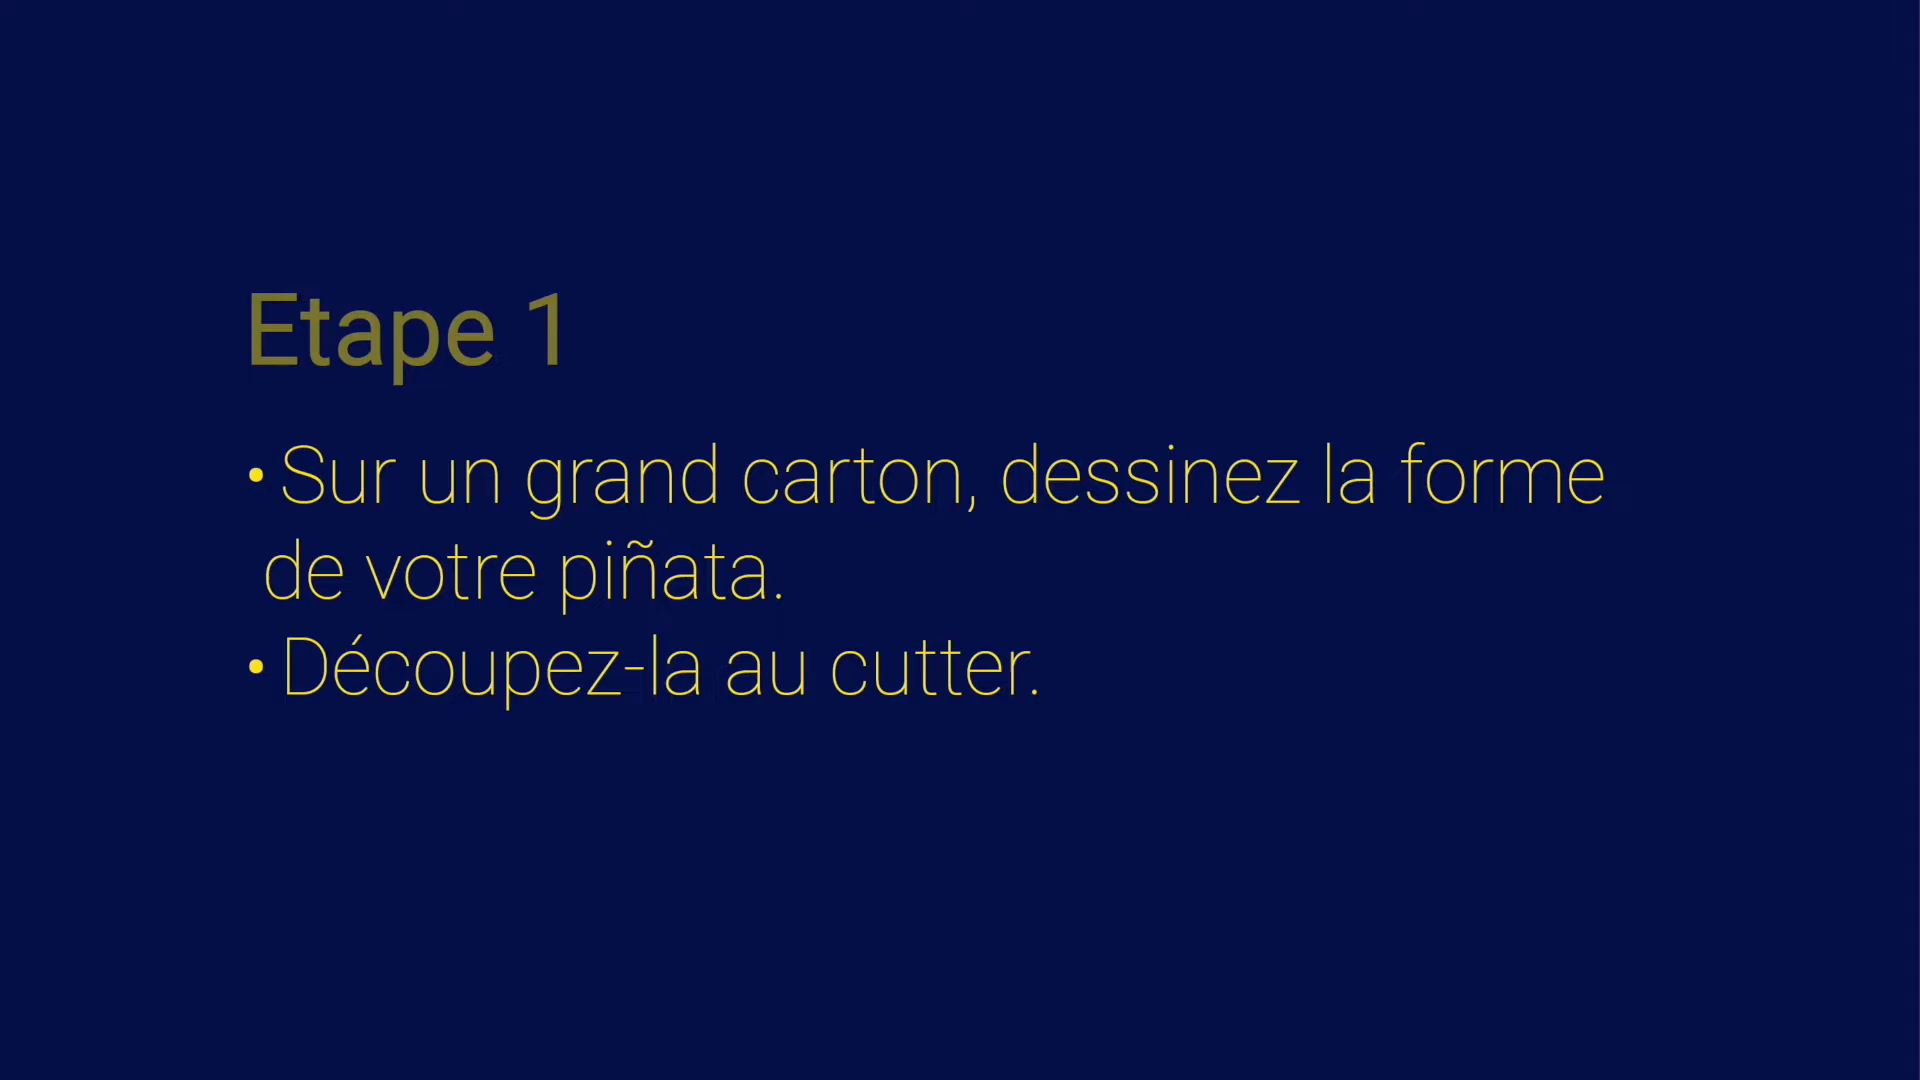 Etape 1
• Sur un grand carton, dessinez la forme
de votre piñata.
• Découpez-la au cutter.